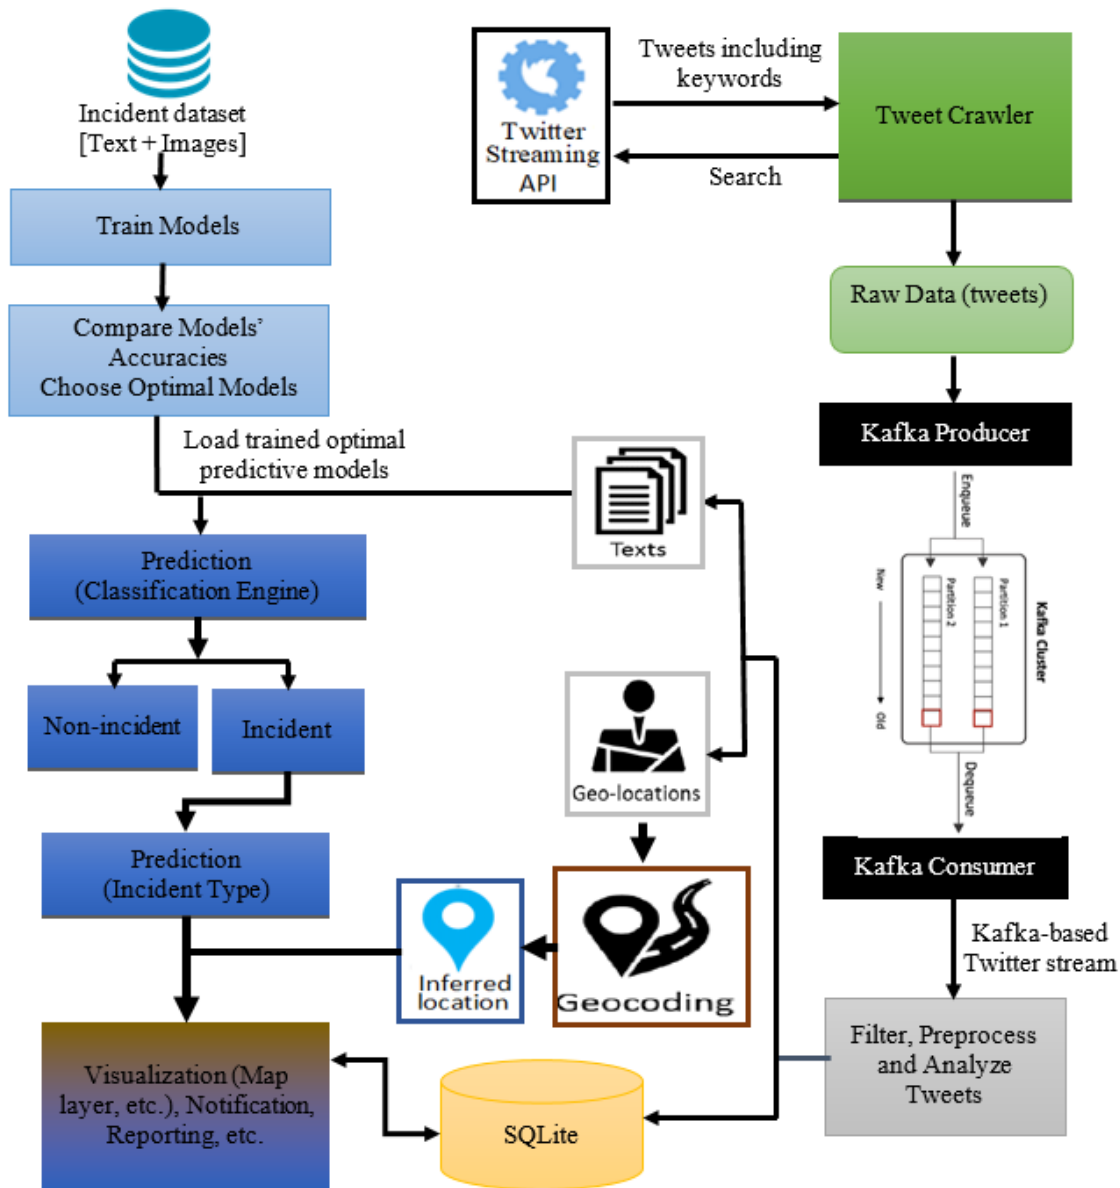 Incident dataset
[Text + Images]
Train Models
Compare Models'
Accuracies
Choose Optimal Models
Load trained optimal
predictive models
Prediction
(Classification Engine)
Non-incident
Incident
Prediction
(Incident Type)
Visualization (Map
layer, etc.), Notification,
Reporting, etc.
Twitter
Streaming
API
Tweets including
keywords
Search
Tweet Crawler
Raw Data (tweets)
Kafka Producer
Enqueue
Partition 1
Partition 2
Kafka Cluster
New
Old
Dequeue
Kafka Consumer
Kafka-based
Twitter stream
Filter, Preprocess
and Analyze
Tweets
Texts
Geo-locations
Geocoding
Inferred
location
SQLite